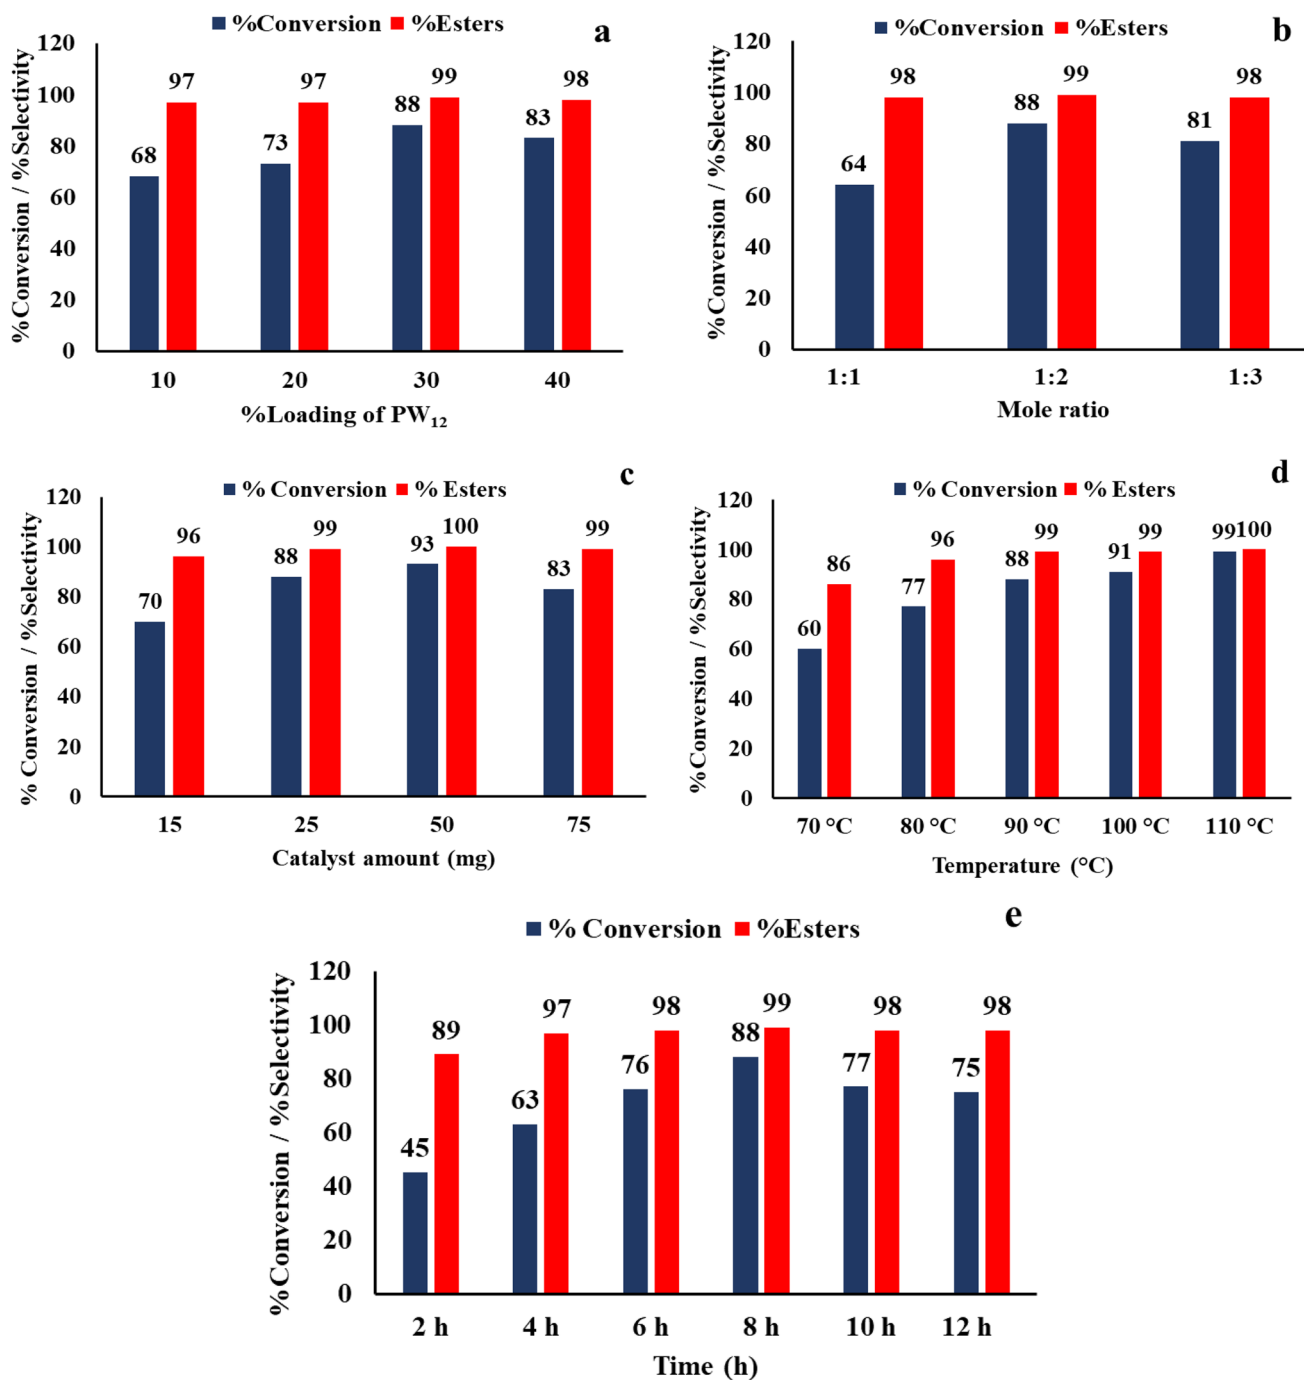 %Conversion %Esters
a
%Conversion / %Selectivity
120
100
80
60
40
20
0
68 97 73 97 88 99 83 98
10 20 30 40
%Loading of PW12
%Conversion %Esters
b
%Conversion / %Selectivity
120
100
80
60
40
20
0
64 98 88 99 81 98
1:1 1:2 1:3
Mole ratio
% Conversion % Esters
c
% Conversion / %Selectivity
120
100
80
60
40
20
0
70 96 88 99 93 100 83 99
15 25 50 75
Catalyst amount (mg)
% Conversion % Esters
d
%Conversion / %Selectivity
120
100
80
60
40
20
0
60 86 77 96 88 99 91 99 99 100
70 °C 80 °C 90 °C 100 °C 110 °C
Temperature (°C)
% Conversion %Esters
e
%Conversion / %Selectivity
120
100
80
60
40
20
0
45 89 63 97 76 98 88 99 77 98 75 98
2 h 4 h 6 h 8 h 10 h 12 h
Time (h)